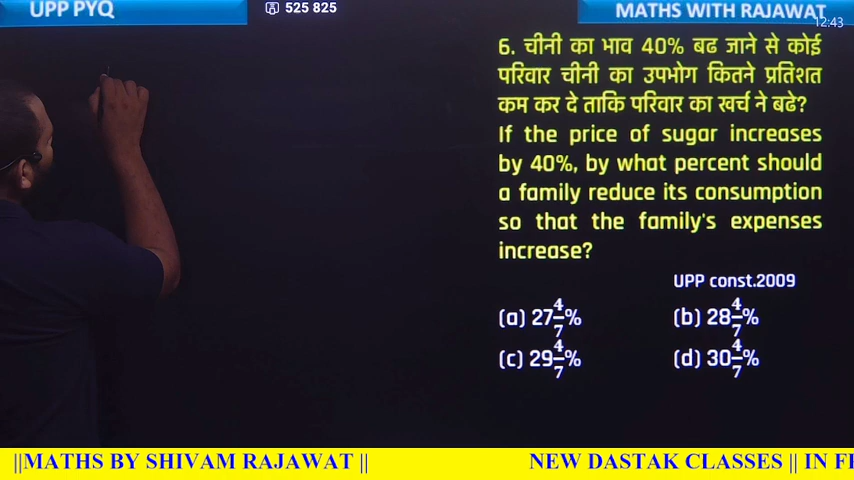 UPP PYQ
525 825
MATHS WITH RAJAWAT
12:43
6. चीनी का भाव 40% बढ जाने से कोई
परिवार चीनी का उपभोग कितने प्रतिशत
कम कर दे ताकि परिवार का खर्च ने बढे?
If the price of sugar increases
by 40%, by what percent should
a family reduce its consumption
so that the family's expenses
increase?
UPP const.2009
(a) 27 4/7% (b) 28 4/7%
(c) 29 4/7% (d) 30 4/7%
||MATHS BY SHIVAM RAJAWAT || NEW DASTAK CLASSES || IN